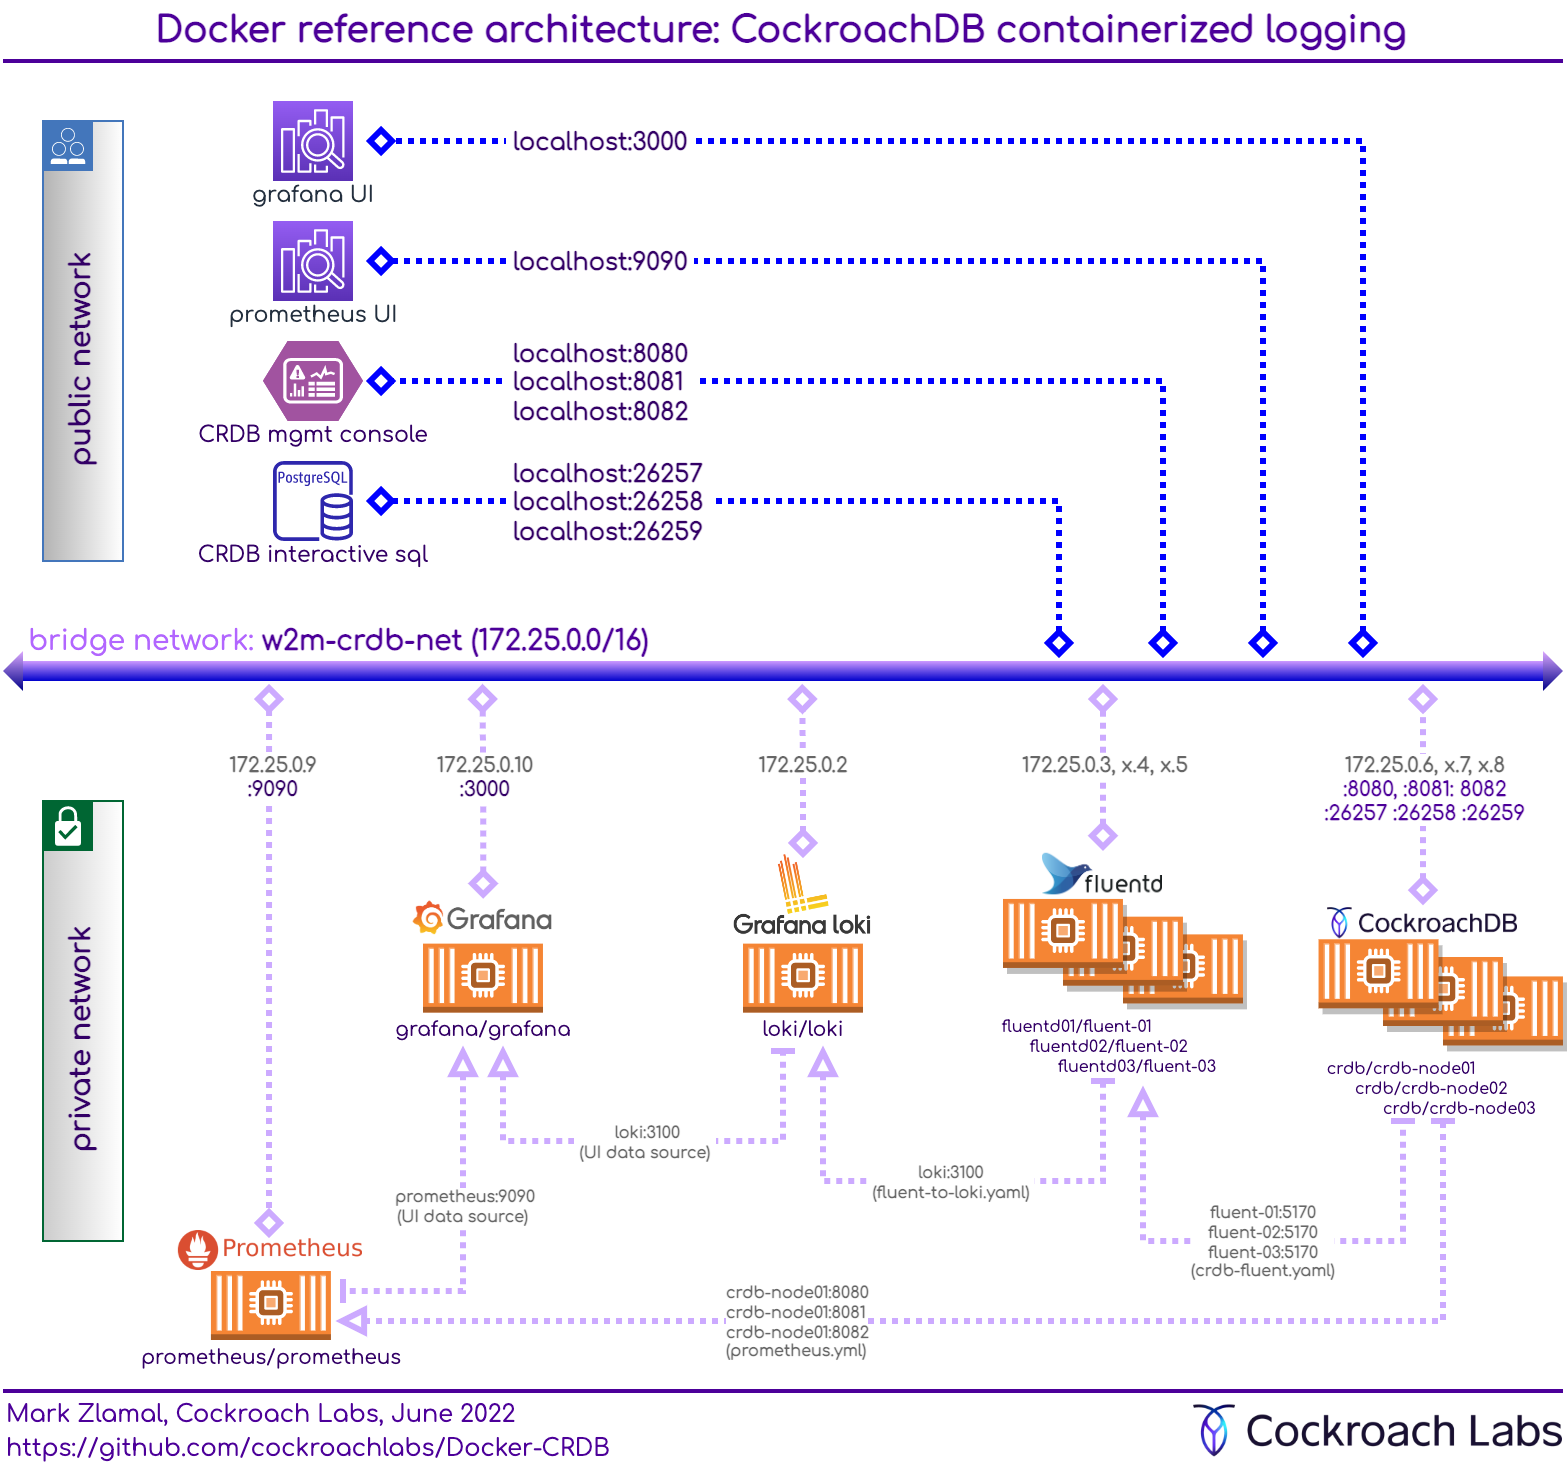 Docker reference architecture: CockroachDB containerized logging
public network
grafana UI
localhost:3000
prometheus UI
localhost:9090
CRDB mgmt console
localhost:8080
localhost:8081
localhost:8082
PostgreSQL
CRDB interactive sql
localhost:26257
localhost:26258
localhost:26259
bridge network: w2m-crdb-net (172.25.0.0/16)
private network
172.25.0.9
:9090
172.25.0.10
:3000
172.25.0.2
172.25.0.3, x.4, x.5
172.25.0.6, x.7, x.8
:8080, :8081: 8082
:26257 :26258 :26259
Grafana
grafana/grafana
Grafana loki
loki/loki
fluentd
fluentd01/fluent-01
fluentd02/fluent-02
fluentd03/fluent-03
CockroachDB
crdb/crdb-node01
crdb/crdb-node02
crdb/crdb-node03
loki:3100
(UI data source)
loki:3100
(fluent-to-loki.yaml)
prometheus:9090
(UI data source)
fluent-01:5170
fluent-02:5170
fluent-03:5170
(crdb-fluent.yaml)
Prometheus
prometheus/prometheus
crdb-node01:8080
crdb-node01:8081
crdb-node01:8082
(prometheus.yml)
Mark Zlamal, Cockroach Labs, June 2022
https://github.com/cockroachlabs/Docker-CRDB
Cockroach Labs